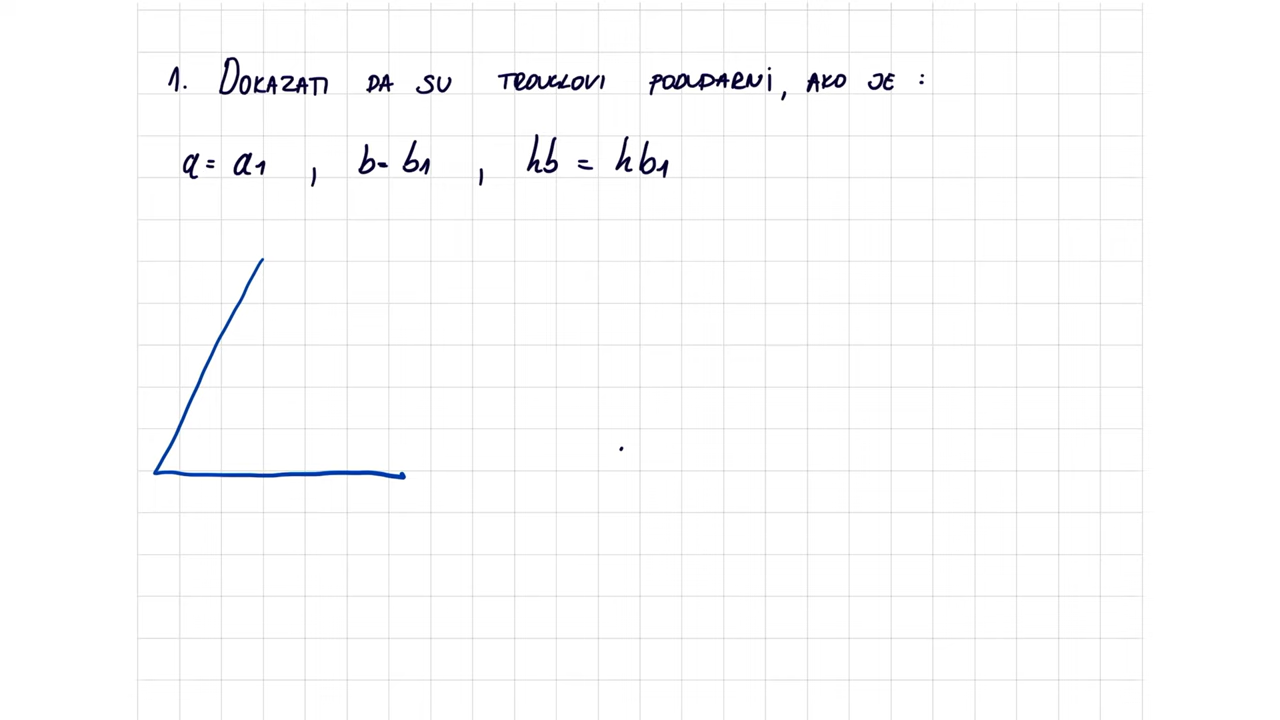 1. DOKAZATI DA SU TROUGLOVI PODUDARNI, AKO JE :
a = a1 , b = b1 , hb = hb1